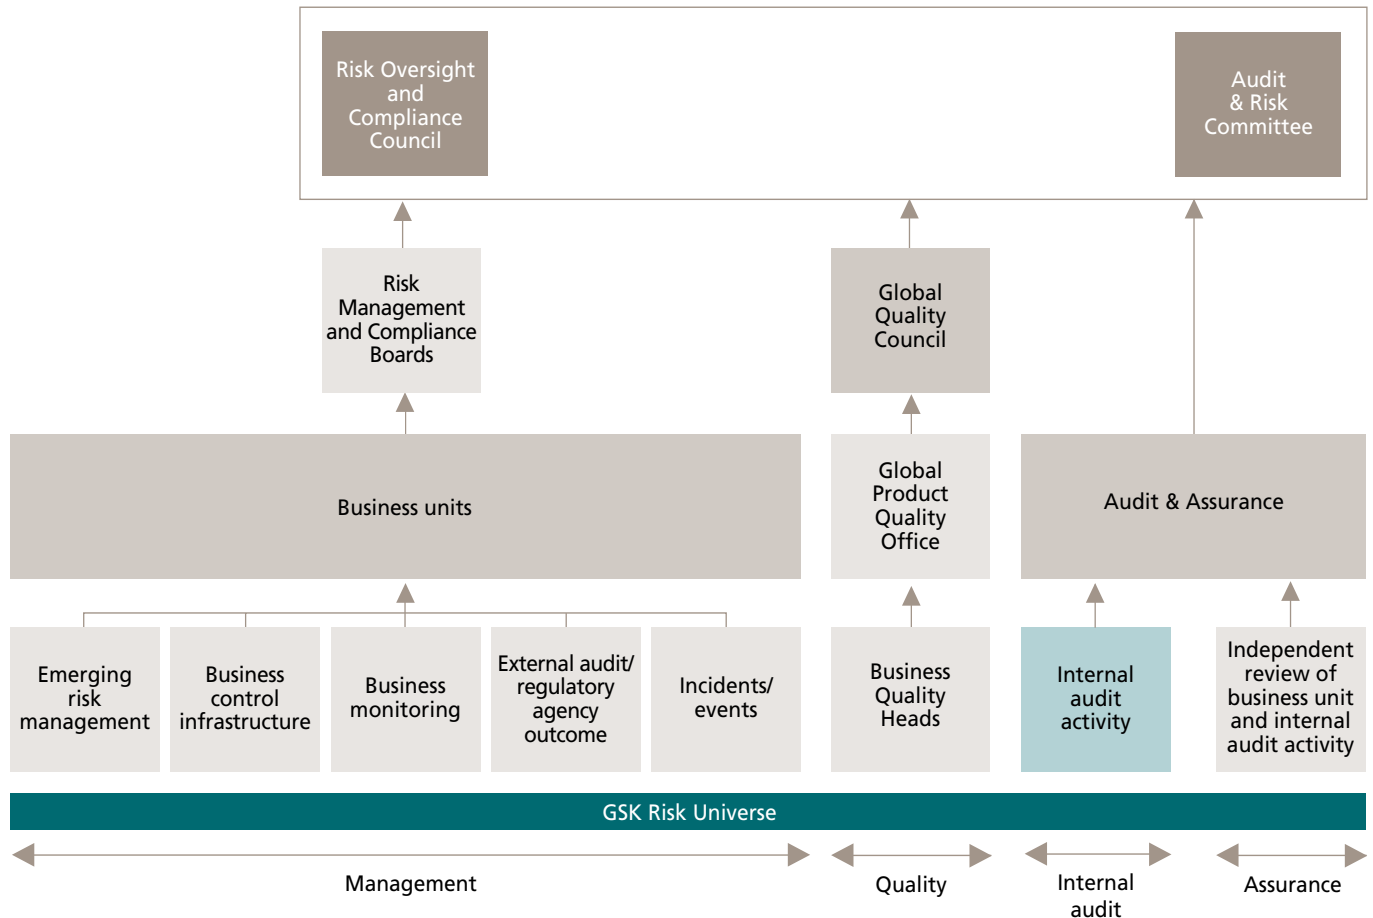 Risk Oversight
and
Compliance
Council
Audit
& Risk
Committee
Risk
Management
and Compliance
Boards
Global
Quality
Council
Business units
Global
Product
Quality
Office
Audit & Assurance
Emerging
risk
management
Business
control
infrastructure
Business
monitoring
External audit/
regulatory
agency
outcome
Incidents/
events
Business
Quality
Heads
Internal
audit
activity
Independent
review of
business unit
and internal
audit activity
GSK Risk Universe
Management
Quality
Internal
audit
Assurance